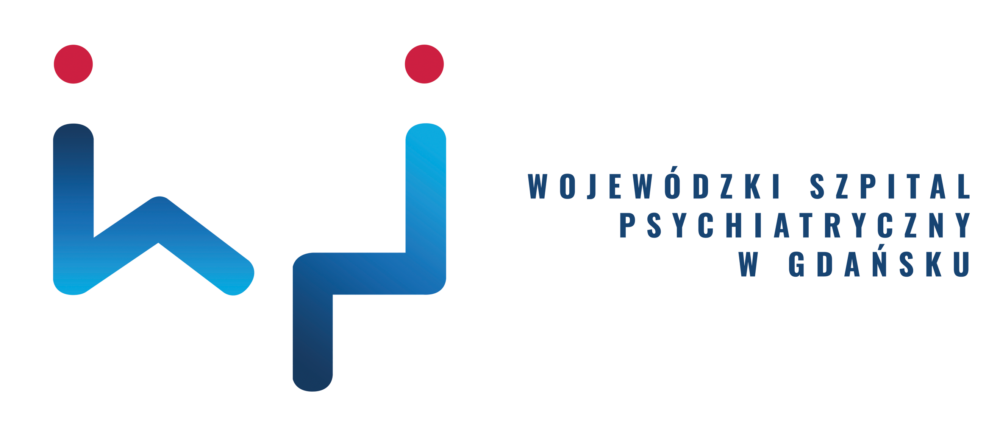 WOJEWÓDZKI SZPITAL
PSYCHIATRYCZNY
W GDAŃSKU